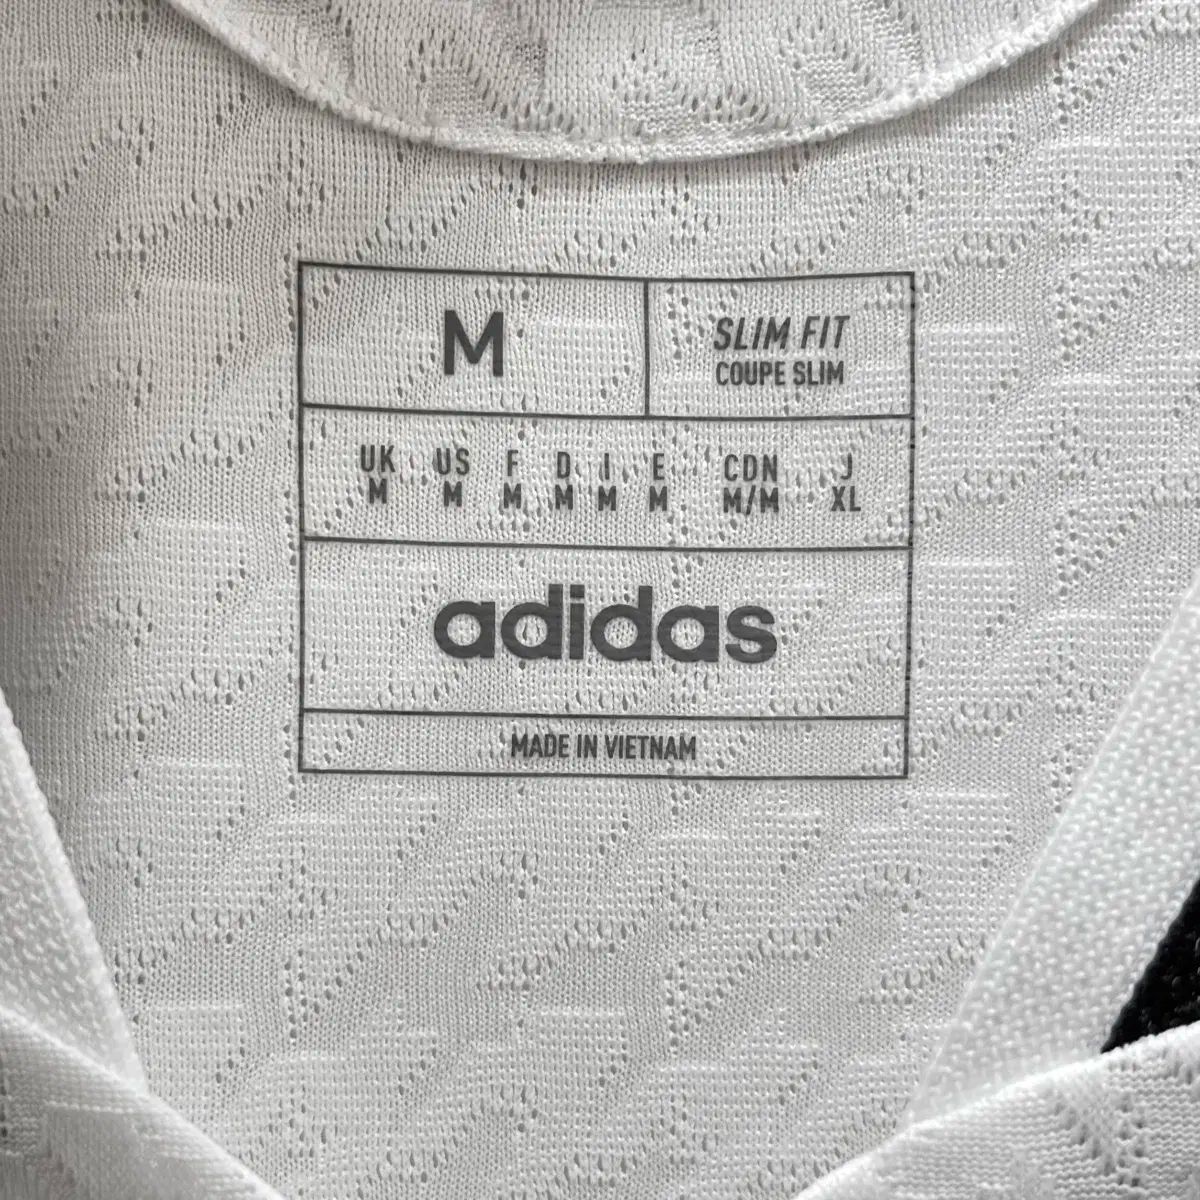 M
SLIM FIT
COUPE SLIM
UK US F D I E CDN J
M M M M M M M/M XL
adidas
MADE IN VIETNAM